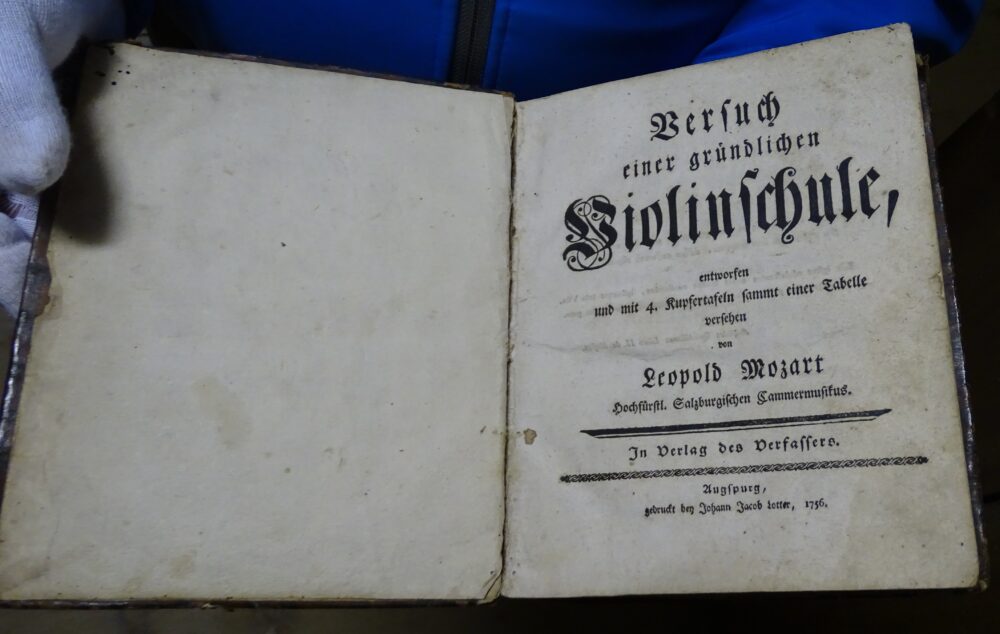 Verſuch
einer gründlichen
Violinſchule,
entworfen
und mit 4. Kupfertafeln ſammt einer Tabelle
verſehen
von
Leopold Mozart
Hochfürſtl. Salzburgiſchen Cammermuſikus.
In Verlag des Verfaſſers.
Augſpurg,
gedruckt bey Johann Jacob Lotter, 1756.